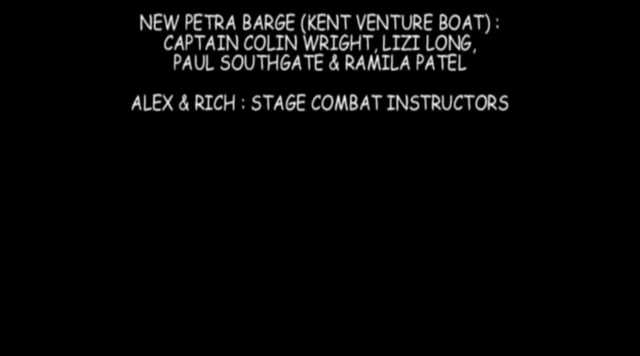 NEW PETRA BARGE (KENT VENTURE BOAT) :
CAPTAIN COLIN WRIGHT, LIZI LONG,
PAUL SOUTHGATE & RAMILA PATEL
ALEX & RICH : STAGE COMBAT INSTRUCTORS